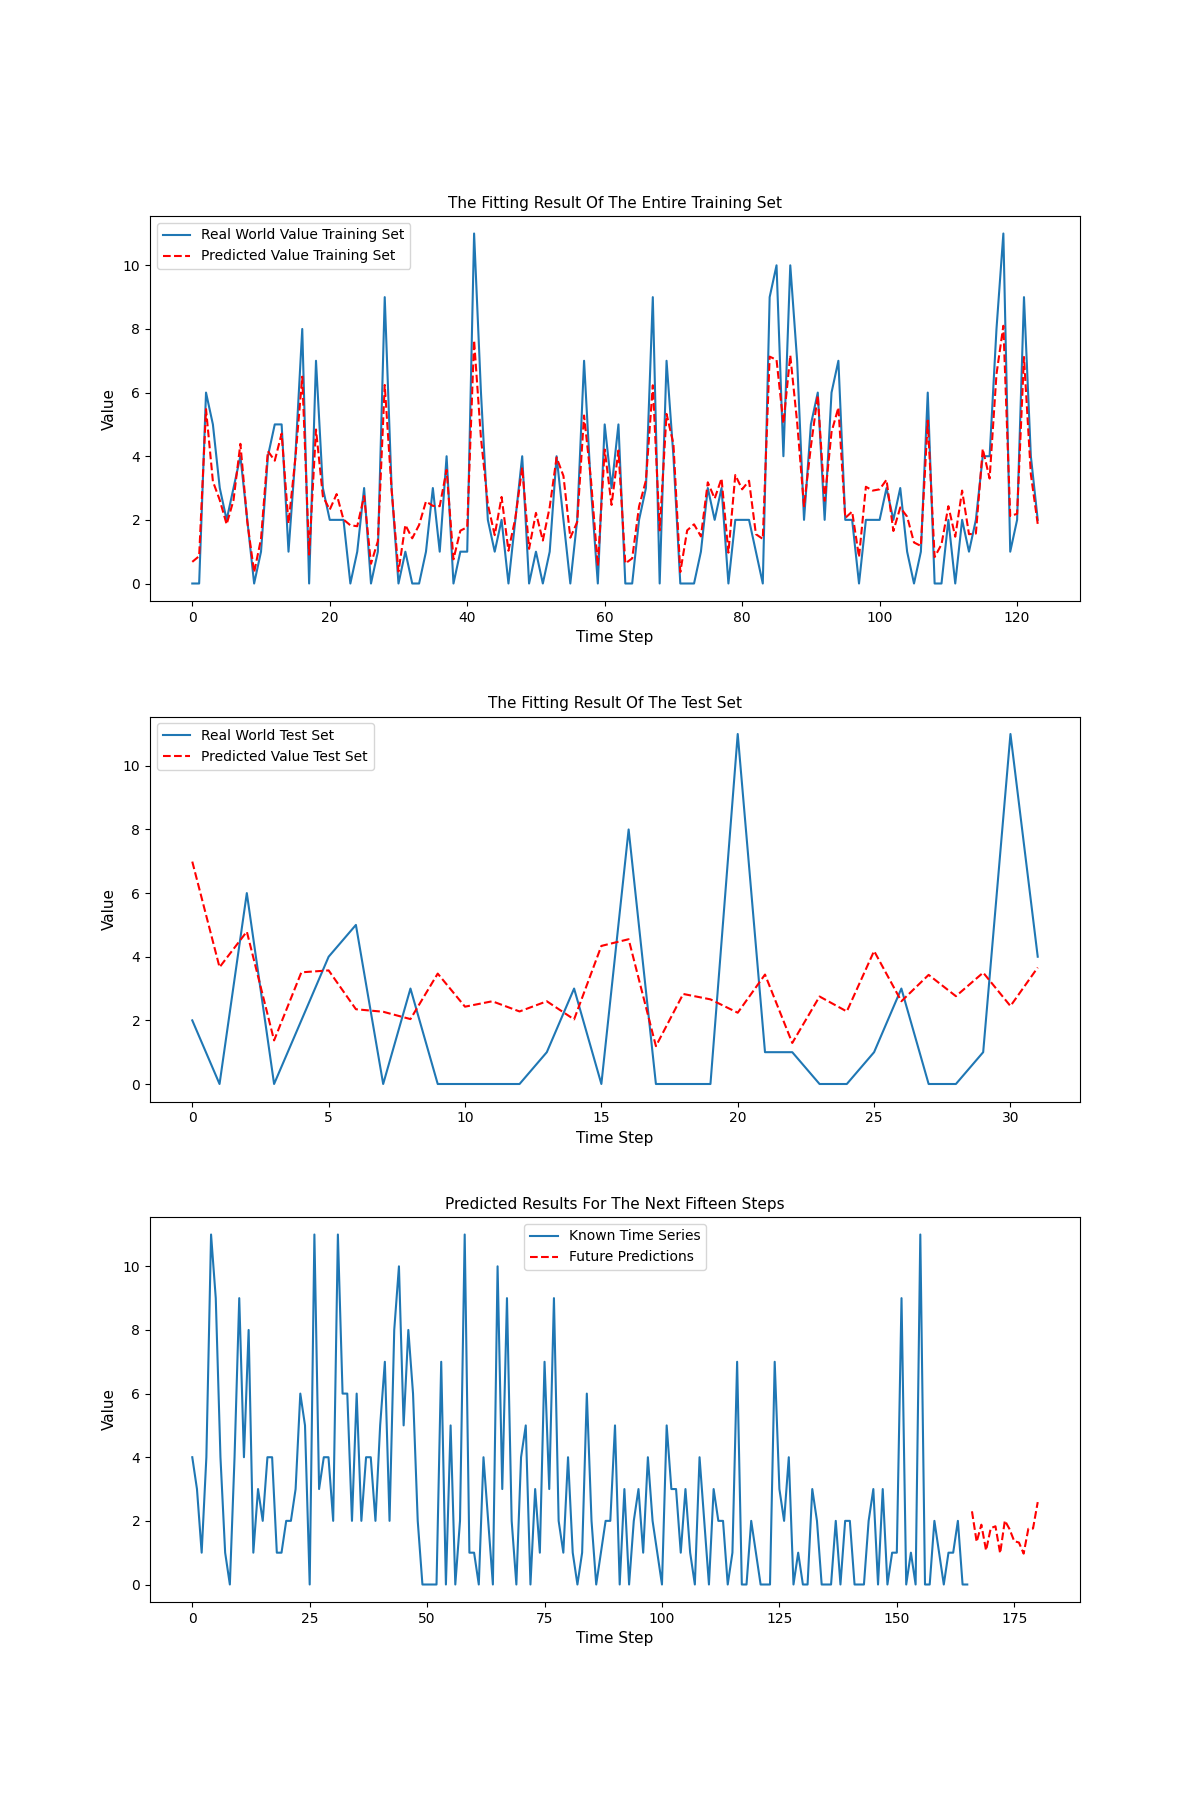 The Fitting Result Of The Entire Training Set
Real World Value Training Set
Predicted Value Training Set
Value
10
8
6
4
2
0
0 20 40 60 80 100 120
Time Step
The Fitting Result Of The Test Set
Real World Test Set
Predicted Value Test Set
Value
10
8
6
4
2
0
0 5 10 15 20 25 30
Time Step
Predicted Results For The Next Fifteen Steps
Known Time Series
Future Predictions
Value
10
8
6
4
2
0
0 25 50 75 100 125 150 175
Time Step